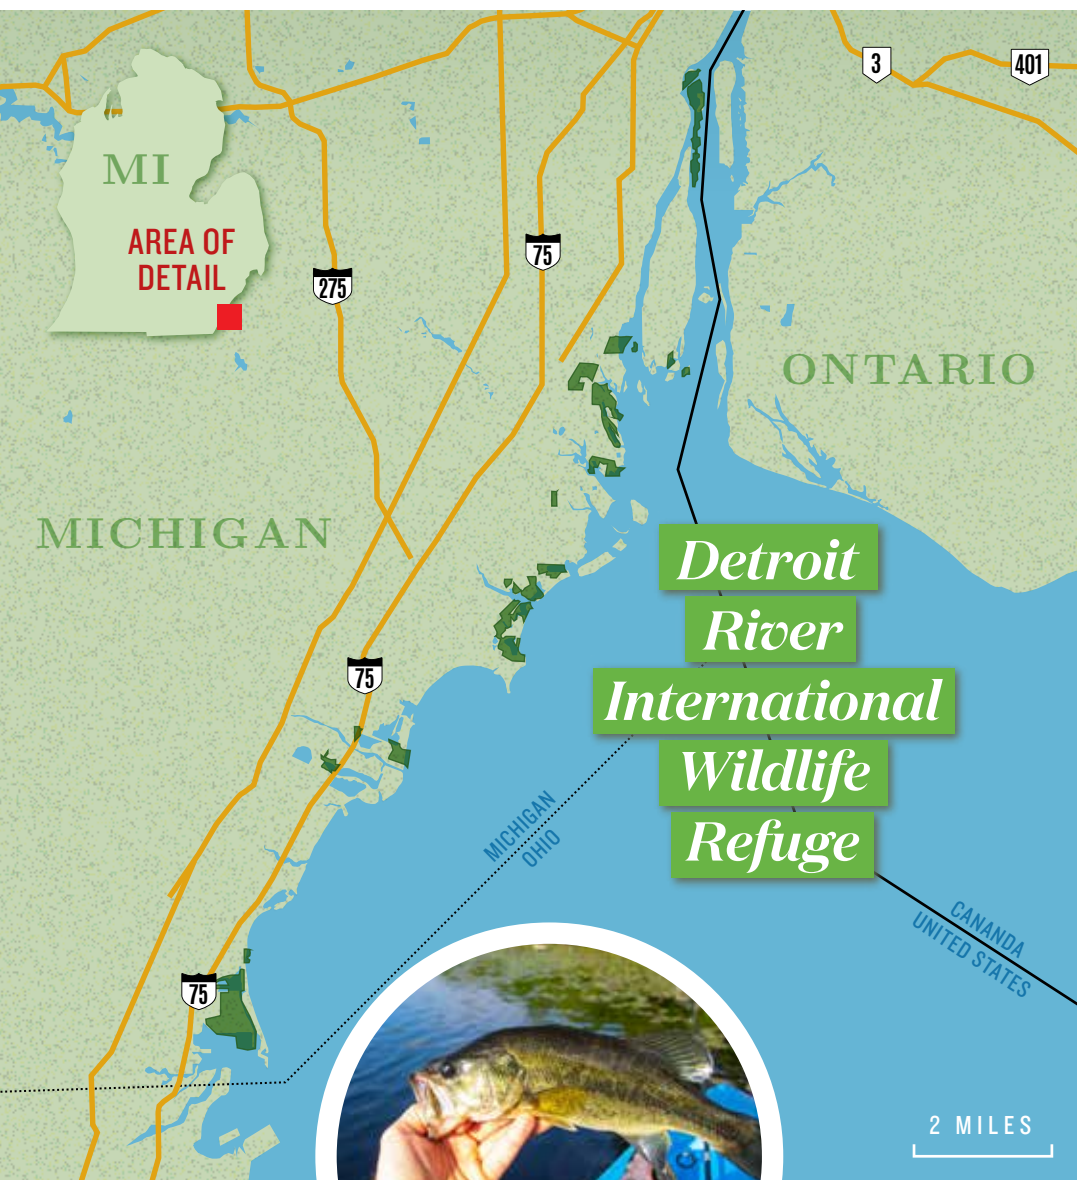 3
401
MI
AREA OF
DETAIL
75
275
ONTARIO
MICHIGAN
Detroit
River
International
Wildlife
Refuge
75
MICHIGAN
OHIO
CANANDA
UNITED STATES
75
2 MILES